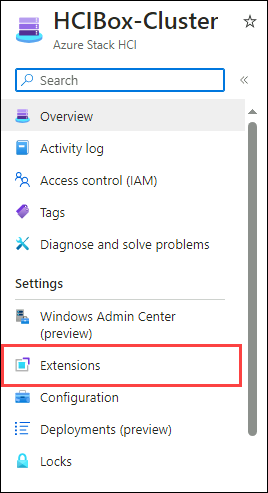 HCIBox-Cluster
Azure Stack HCI
Search
Overview
Activity log
Access control (IAM)
Tags
Diagnose and solve problems
Settings
Windows Admin Center
(preview)
Extensions
Configuration
Deployments (preview)
Locks